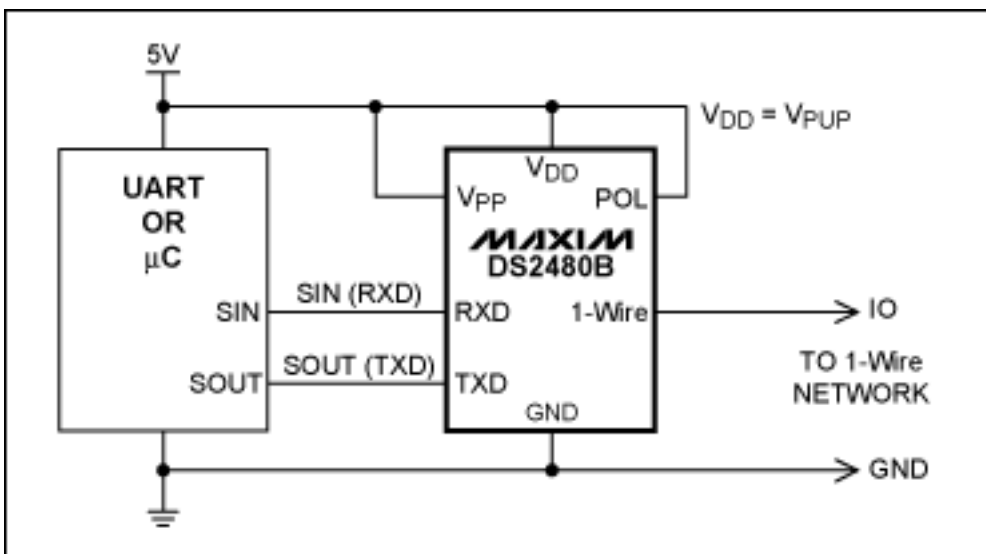 5V
VDD = VPUP
UART
OR
µC
SIN
SOUT
SIN (RXD)
SOUT (TXD)
VDD
VPP
POL
MAXIM
DS2480B
RXD
1-Wire
TXD
GND
IO
TO 1-Wire
NETWORK
GND